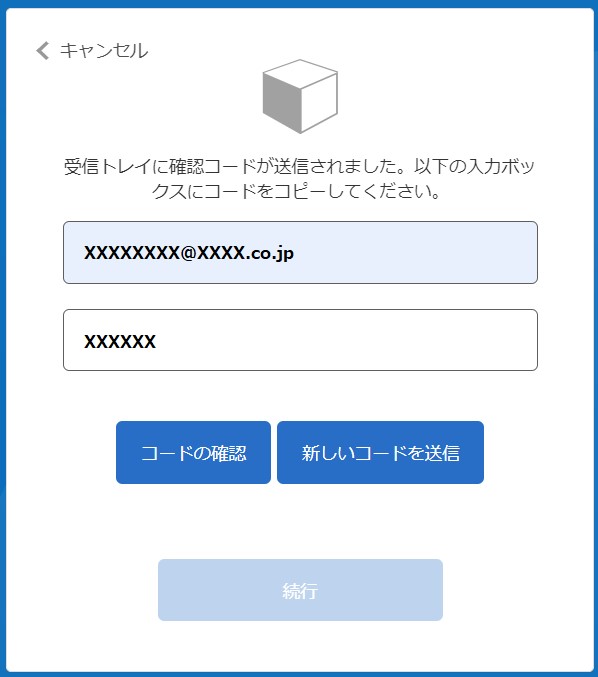 キャンセル
受信トレイに確認コードが送信されました。以下の入力ボッ
クスにコードをコピーしてください。
XXXXXXXX@XXXX.co.jp
XXXXXX
コードの確認
新しいコードを送信
続行